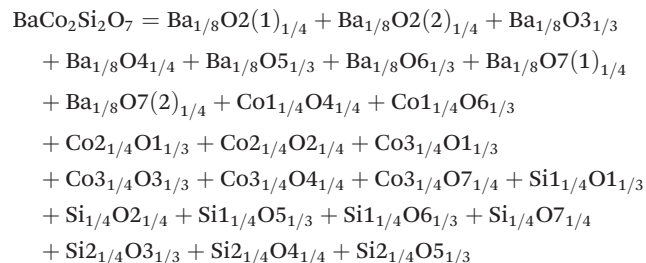 BaCo₂Si₂O₇ = Ba₁/₈O2(1)₁/₄ + Ba₁/₈O2(2)₁/₄ + Ba₁/₈O3₁/₃
+ Ba₁/₈O4₁/₄ + Ba₁/₈O5₁/₃ + Ba₁/₈O6₁/₃ + Ba₁/₈O7(1)₁/₄
+ Ba₁/₈O7(2)₁/₄ + Co1₁/₄O4₁/₄ + Co1₁/₄O6₁/₃
+ Co2₁/₄O1₁/₃ + Co2₁/₄O2₁/₄ + Co3₁/₄O1₁/₃
+ Co3₁/₄O3₁/₃ + Co3₁/₄O4₁/₄ + Co3₁/₄O7₁/₄ + Si1₁/₄O1₁/₃
+ Si₁/₄O2₁/₄ + Si1₁/₄O5₁/₃ + Si1₁/₄O6₁/₃ + Si₁/₄O7₁/₄
+ Si2₁/₄O3₁/₃ + Si2₁/₄O4₁/₄ + Si2₁/₄O5₁/₃